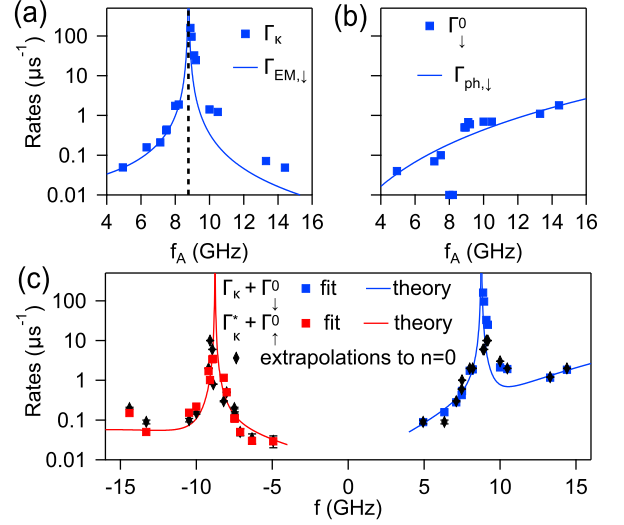 (a)
Rates (μs⁻¹)
100
10
1
0.1
0.01
Γκ
ΓEM,↓
4 6 8 10 12 14 16
fA (GHz)
(b)
Γ⁰↓
Γph,↓
4 6 8 10 12 14 16
fA (GHz)
(c)
Rates (μs⁻¹)
100
10
1
0.1
0.01
Γκ + Γ⁰↓ fit theory
Γ*κ + Γ⁰↑ fit theory
extrapolations to n=0
-15 -10 -5 0 5 10 15
f (GHz)